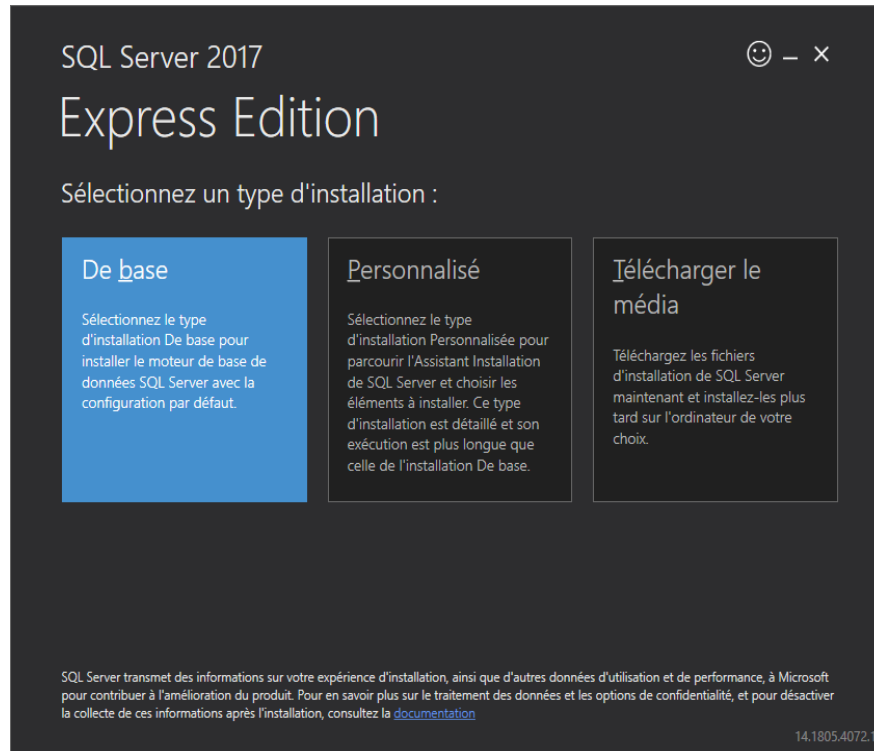 SQL Server 2017
Express Edition
Sélectionnez un type d'installation :
De base
Sélectionnez le type
d'installation De base pour
installer le moteur de base de
données SQL Server avec la
configuration par défaut.
Personnalisé
Sélectionnez le type
d'installation Personnalisée pour
parcourir l'Assistant Installation
de SQL Server et choisir les
éléments à installer. Ce type
d'installation est détaillé et son
exécution est plus longue que
celle de l'installation De base.
Télécharger le
média
Téléchargez les fichiers
d'installation de SQL Server
maintenant et installez-les plus
tard sur l'ordinateur de votre
choix.
SQL Server transmet des informations sur votre expérience d'installation, ainsi que d'autres données d'utilisation et de performance, à Microsoft
pour contribuer à l'amélioration du produit. Pour en savoir plus sur le traitement des données et les options de confidentialité, et pour désactiver
la collecte de ces informations après l'installation, consultez la documentation
14.1805.4072.1